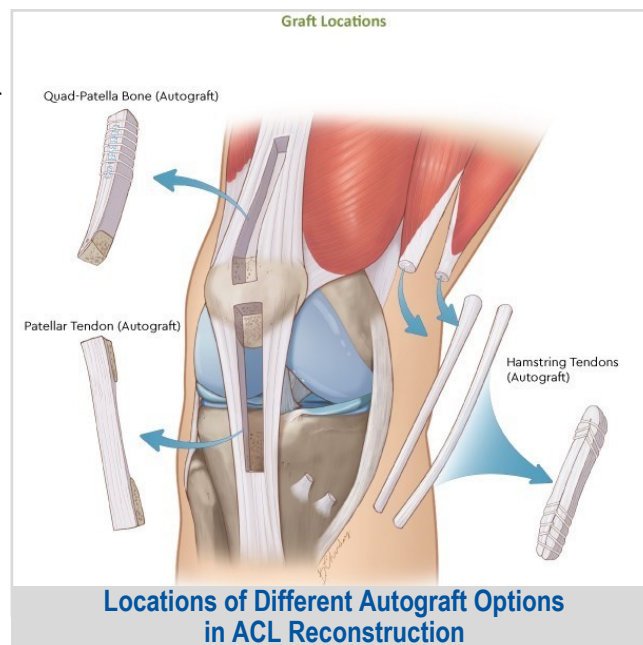 Graft Locations
Quad-Patella Bone (Autograft)
Patellar Tendon (Autograft)
Hamstring Tendons
(Autograft)
Locations of Different Autograft Options
in ACL Reconstruction